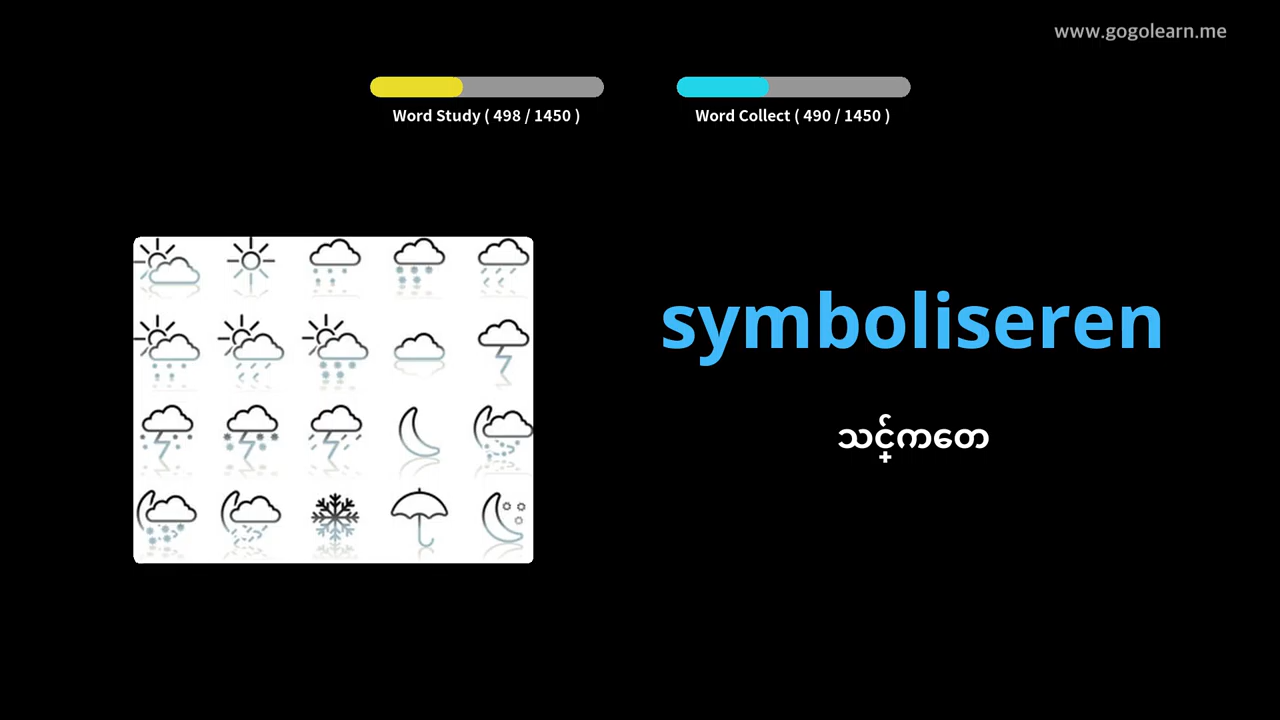 www.gogolearn.me
Word Study ( 498 / 1450 )
Word Collect ( 490 / 1450 )
symboliseren
သင်္ကတေ